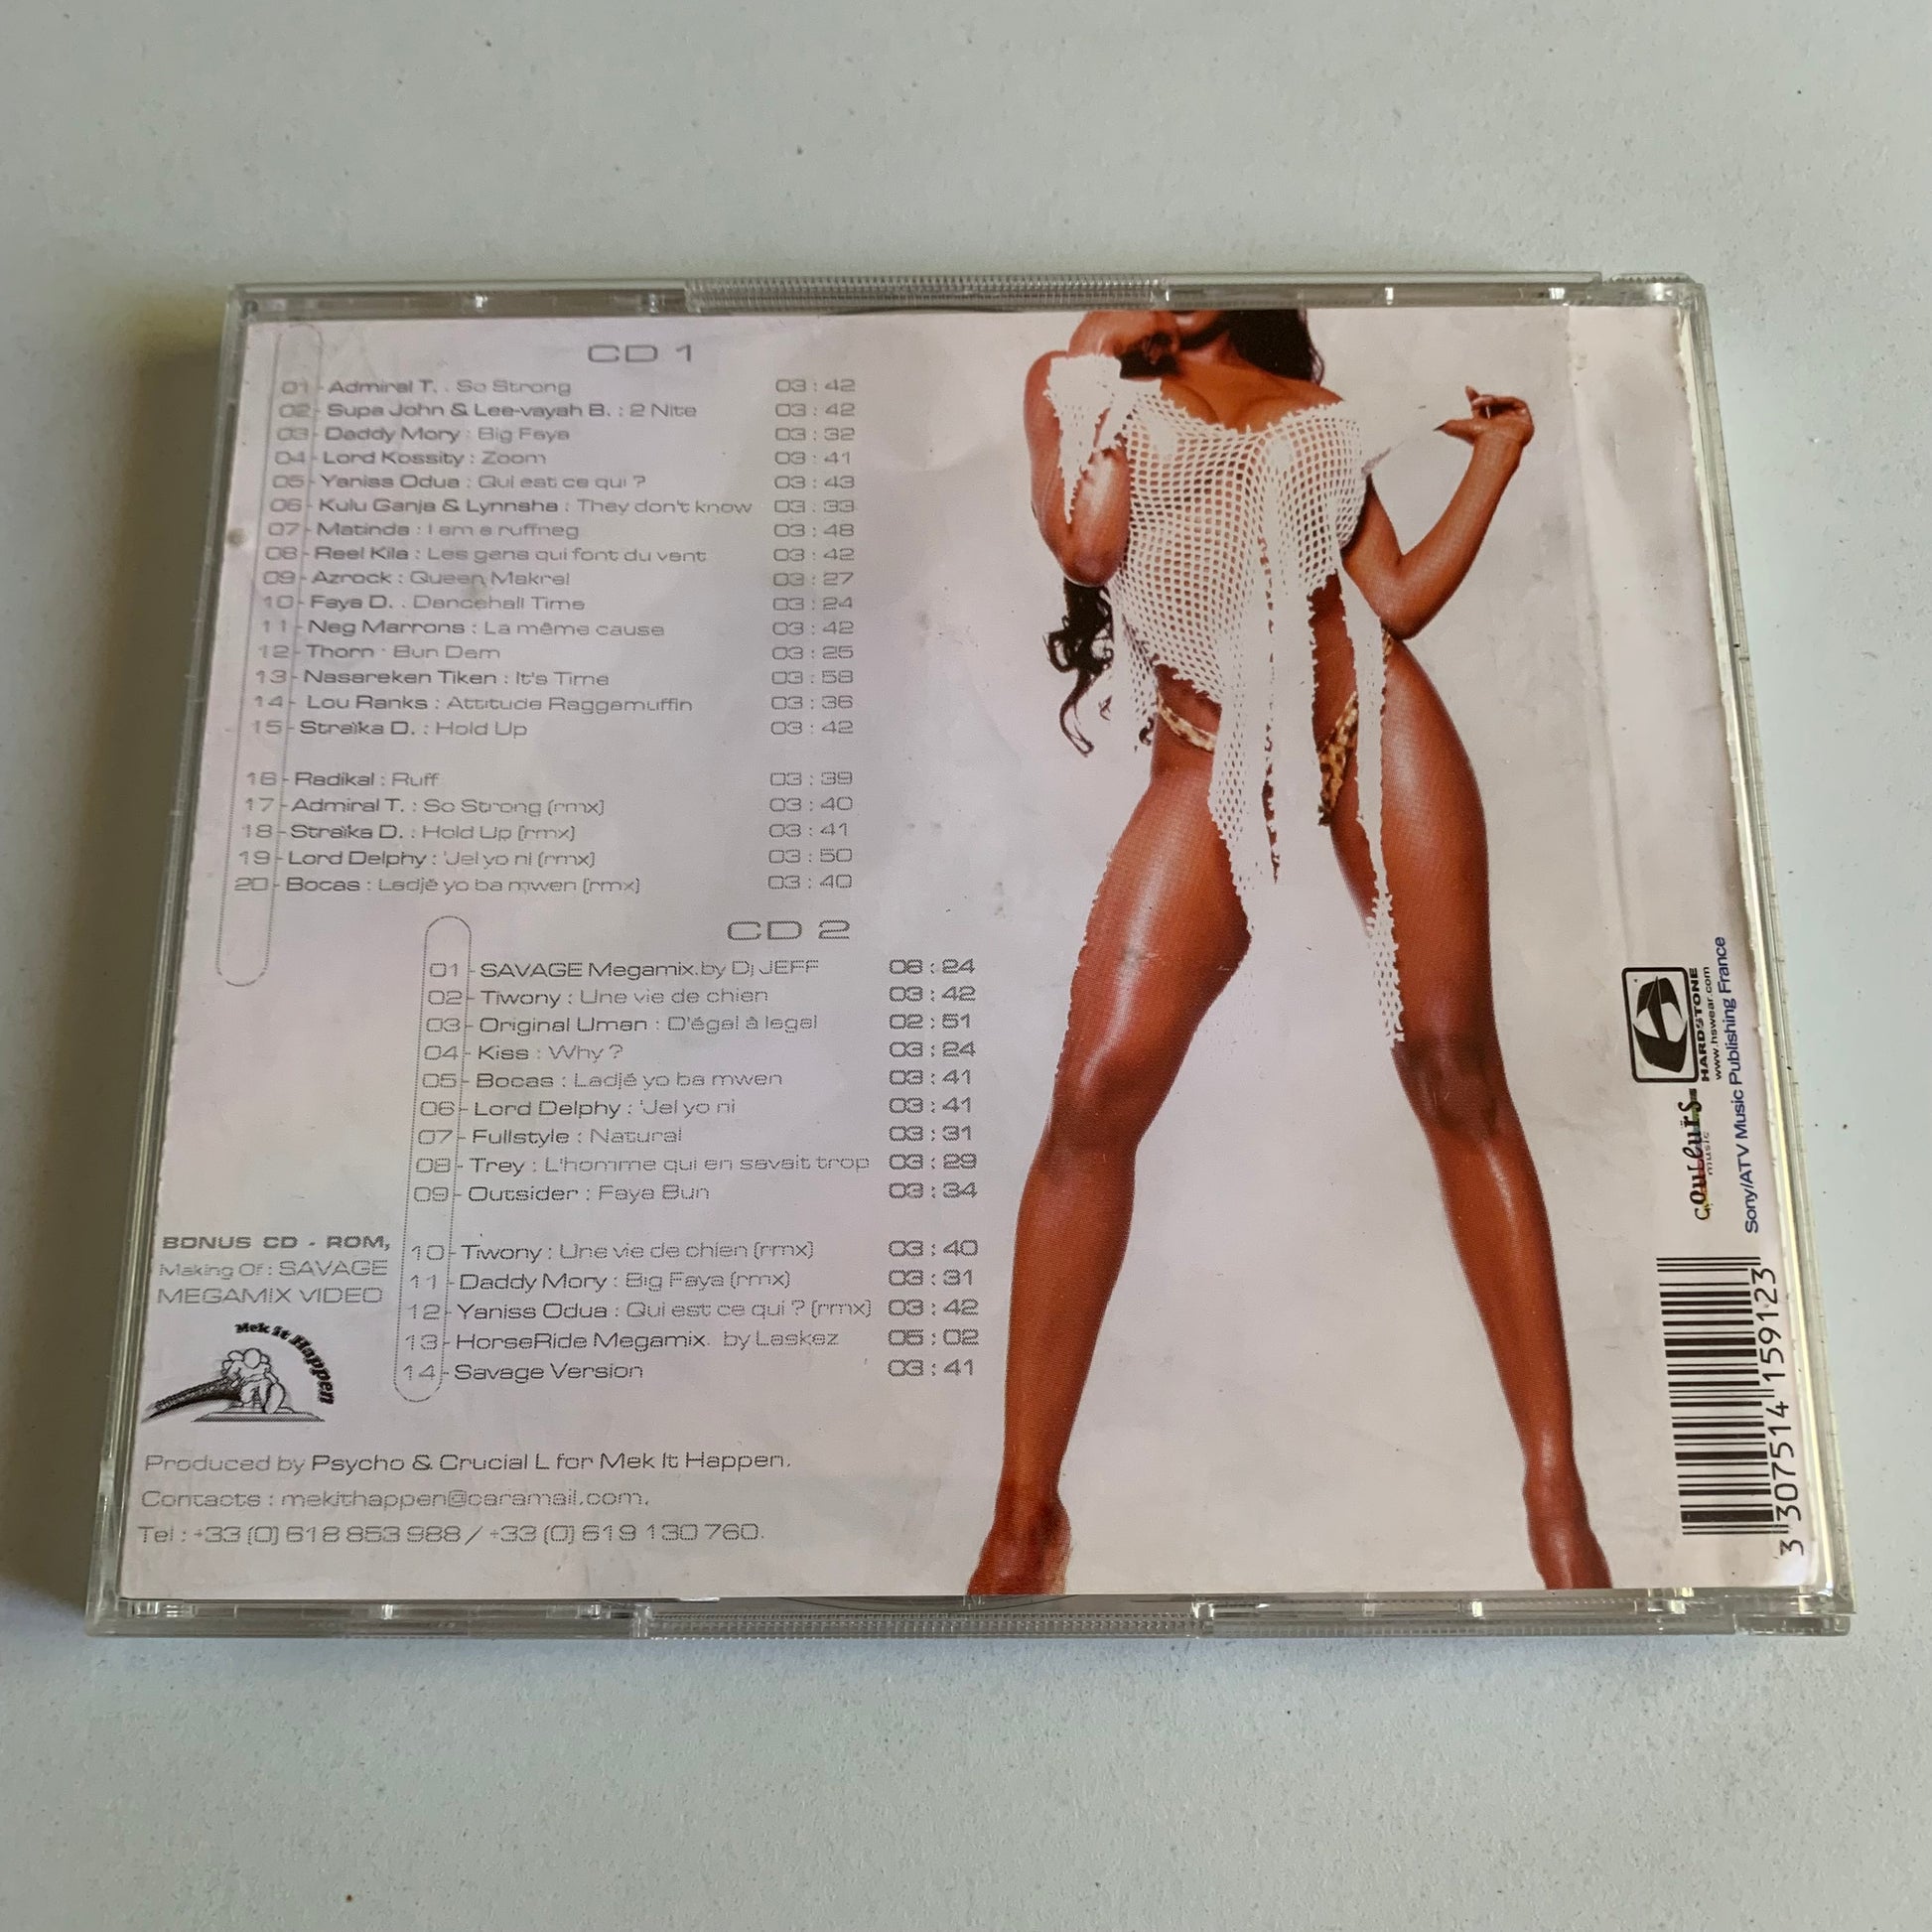 CD 1
01- Admiral T. : So Strong 03 : 42
02- Supa John & Lee-vayah B. : 2 Nite 03 : 42
03- Daddy Mory : Big Faya 03 : 32
04- Lord Kossity : Zoom 03 : 41
05- Yaniss Odua : Qui est ce qui ? 03 : 43
06- Kulu Ganja & Lynnsha : They don't know 03 : 33
07- Matinda : I am a ruffneg 03 : 48
08- Reel Kila : Les gens qui font du vent 03 : 42
09- Azrock : Queen Makrel 03 : 27
10- Faya D. : Dancehall Time 03 : 24
11- Neg Marrons : La même cause 03 : 42
12- Thorn : Bun Dem 03 : 25
13- Nasareken Tiken : It's Time 03 : 58
14- Lou Ranks : Attitude Raggamuffin 03 : 36
15- Straïka D. : Hold Up 03 : 42
16- Radikal : Ruff 03 : 39
17- Admiral T. : So Strong (rmx) 03 : 40
18- Straïka D. : Hold Up (rmx) 03 : 41
19- Lord Delphy : 'Jel yo ni (rmx) 03 : 50
20- Bocas : Ladjé yo ba mwen (rmx) 03 : 40
CD 2
01- SAVAGE Megamix.by Dj JEFF 06 : 24
02- Tiwony : Une vie de chien 03 : 42
03- Original Uman : D'égal à legal 02 : 51
04- Kiss : Why ? 03 : 24
05- Bocas : Ladjé yo ba mwen 03 : 41
06- Lord Delphy : 'Jel yo ni 03 : 41
07- Fullstyle : Natural 03 : 31
08- Trey : L'homme qui en savait trop 03 : 29
09- Outsider : Faya Bun 03 : 34
10- Tiwony : Une vie de chien (rmx) 03 : 40
11- Daddy Mory : Big Faya (rmx) 03 : 31
12- Yaniss Odua : Qui est ce qui ? (rmx) 03 : 42
13- HorseRide Megamix. by Laskez 05 : 02
14- Savage Version 03 : 41
BONUS CD - ROM,
Making Of : SAVAGE
MEGAMIX VIDEO
Mek It Happen
Produced by Psycho & Crucial L for Mek It Happen.
Contacts : mekithappen@caramail.com.
Tel : +33 (0) 618 853 988 / +33 (0) 619 130 760.
HARDSTONE
www.hswear.com
couleurs
music
Sony/ATV Music Publishing France
3 307514 159123